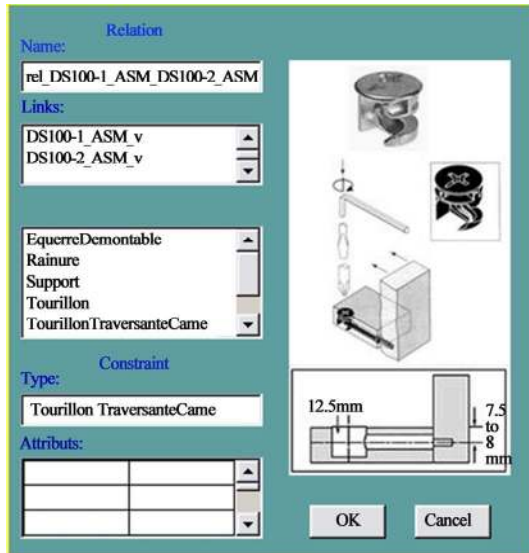 Relation
Name:
rel_DS100-1_ASM_DS100-2_ASM
Links:
DS100-1_ASM_v
DS100-2_ASM_v
EquerreDemontable
Rainure
Support
Tourillon
TourillonTraversanteCame
Constraint
Type:
Tourillon TraversanteCame
Attributs:
12.5mm
7.5
to
8
mm
OK
Cancel